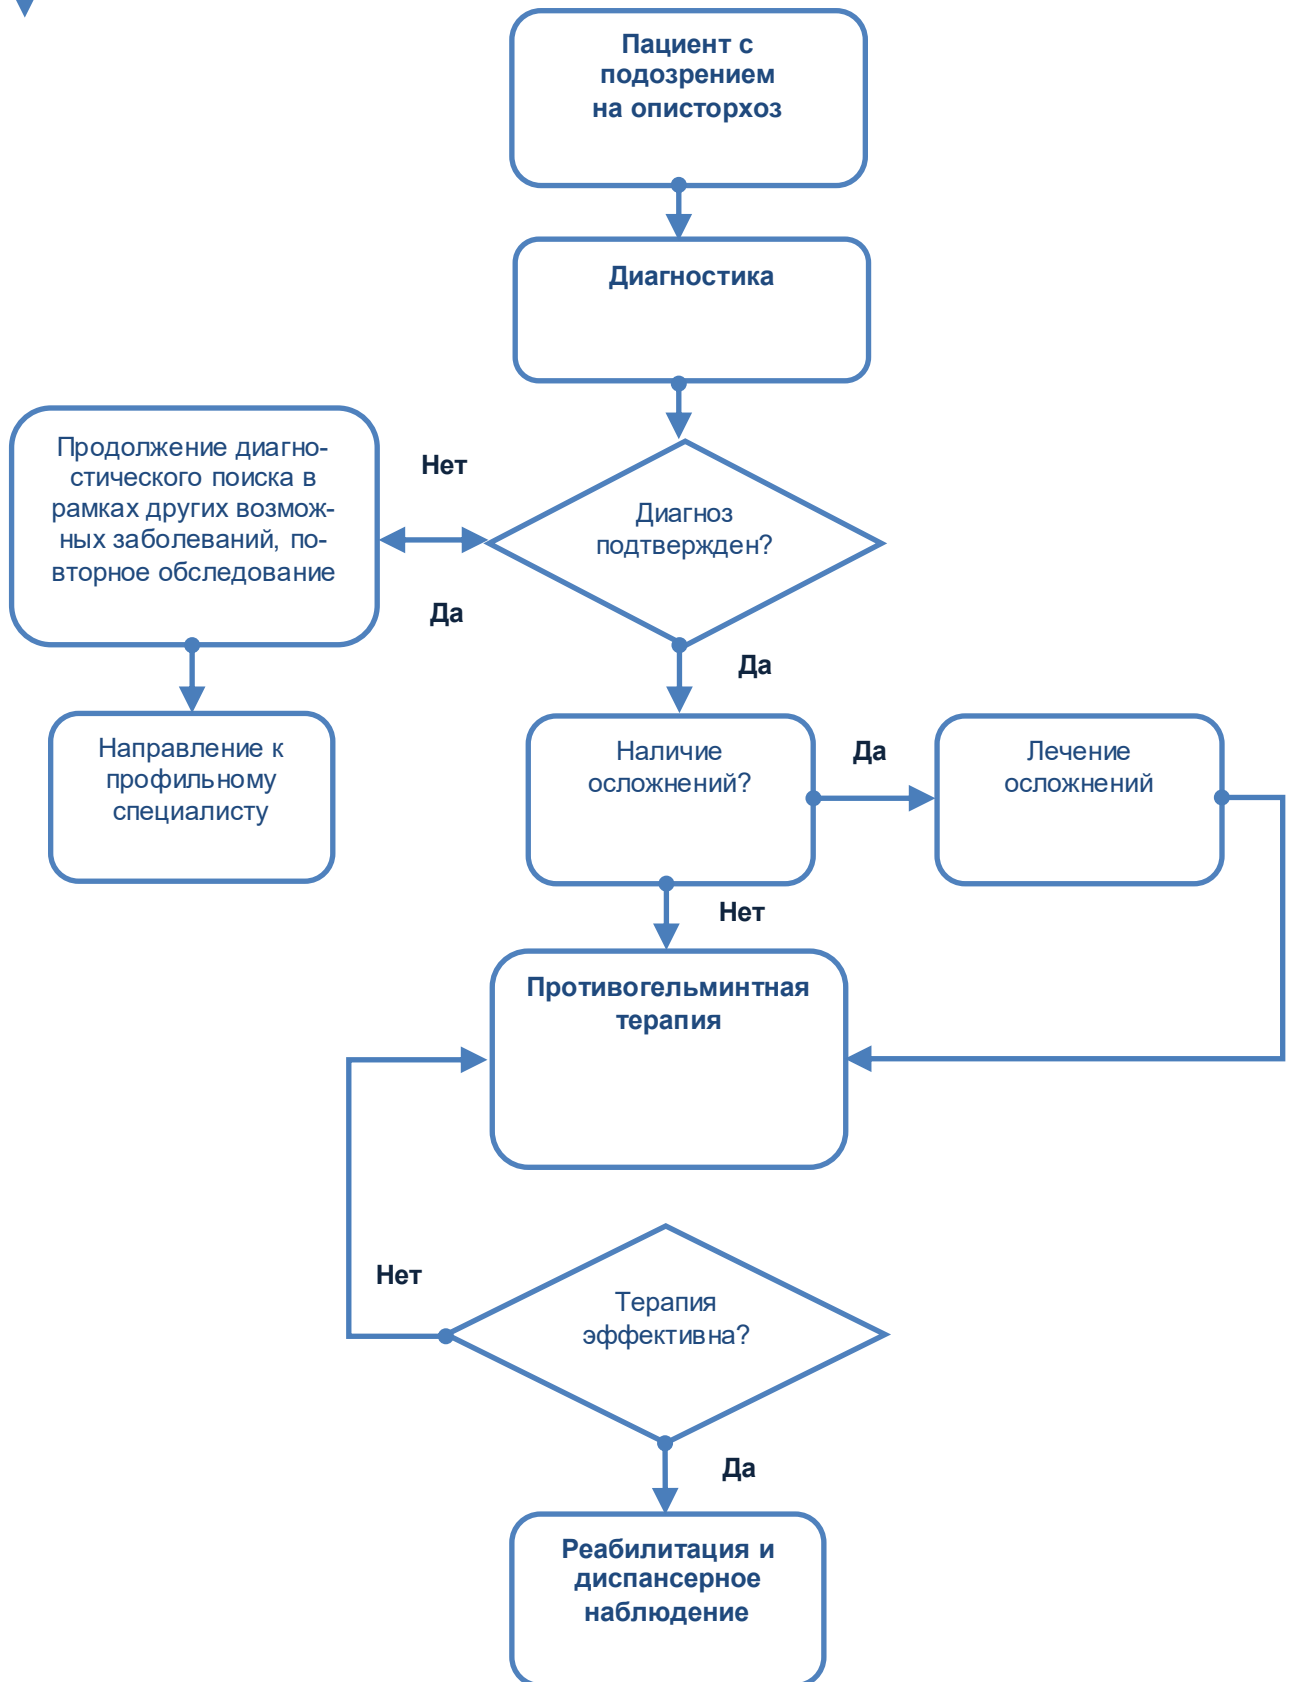 Пациент с
подозрением
на описторхоз
Диагностика
Продолжение диагно-
стического поиска в
рамках других возмож-
ных заболеваний, по-
вторное обследование
Нет
Диагноз
подтвержден?
Да
Да
Направление к
профильному
специалисту
Наличие
осложнений?
Да
Лечение
осложнений
Нет
Противогельминтная
терапия
Нет
Терапия
эффективна?
Да
Реабилитация и
диспансерное
наблюдение